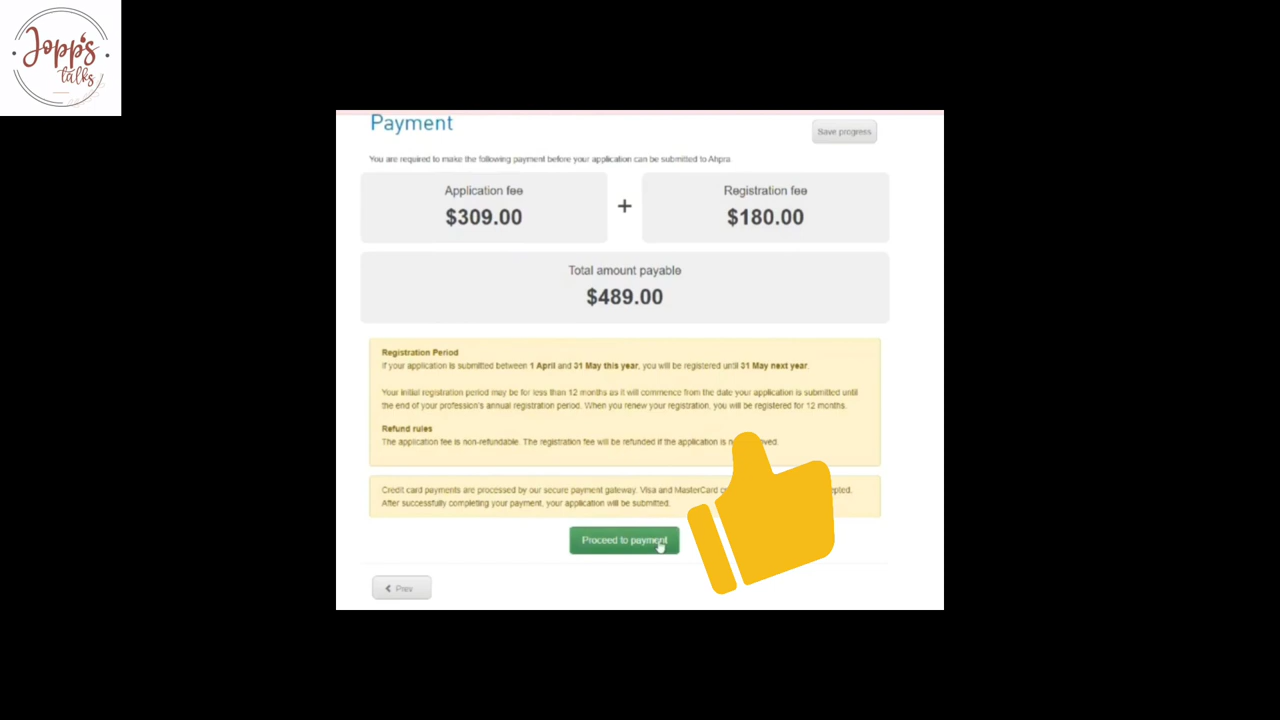 Jopp's
talks
Payment
Save progress
You are required to make the following payment before your application can be submitted to Ahpra
Application fee
$309.00
+
Registration fee
$180.00
Total amount payable
$489.00
Registration Period
If your application is submitted between 1 April and 31 May this year, you will be registered until 31 May next year.
Your initial registration period may be for less than 12 months as it will commence from the date your application is submitted until
the end of your profession's annual registration period. When you renew your registration, you will be registered for 12 months.
Refund rules
The application fee is non-refundable. The registration fee will be refunded if the application is
Credit card payments are processed by our secure payment gateway. Visa and MasterCard
After successfully completing your payment, your application will be submitted.
Proceed to payment
Prev